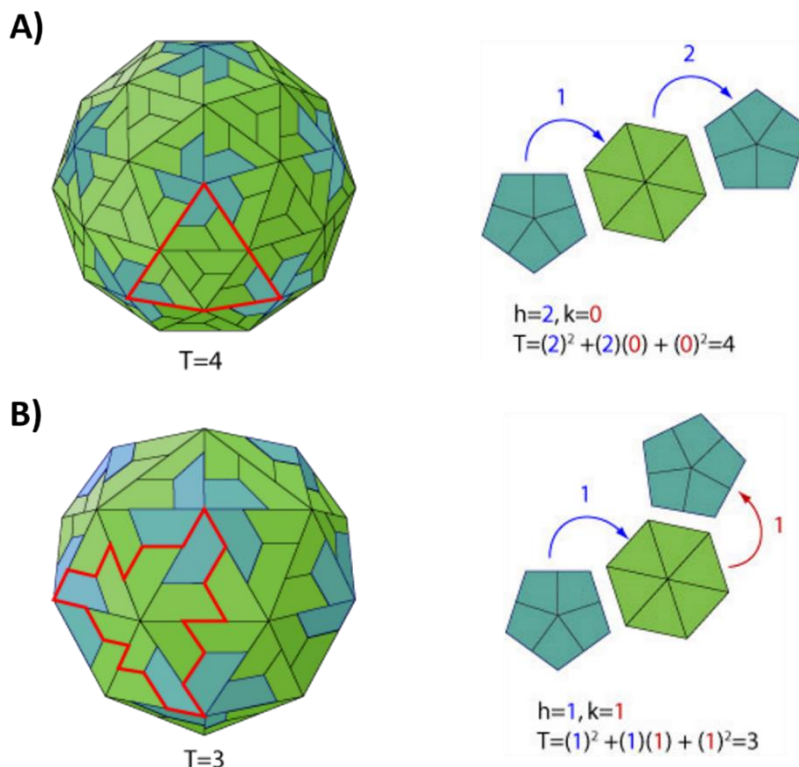 A)
1
2
h=2, k=0
T=(2)² +(2)(0) + (0)²=4
T=4
B)
1
1
h=1, k=1
T=(1)² +(1)(1) + (1)²=3
T=3